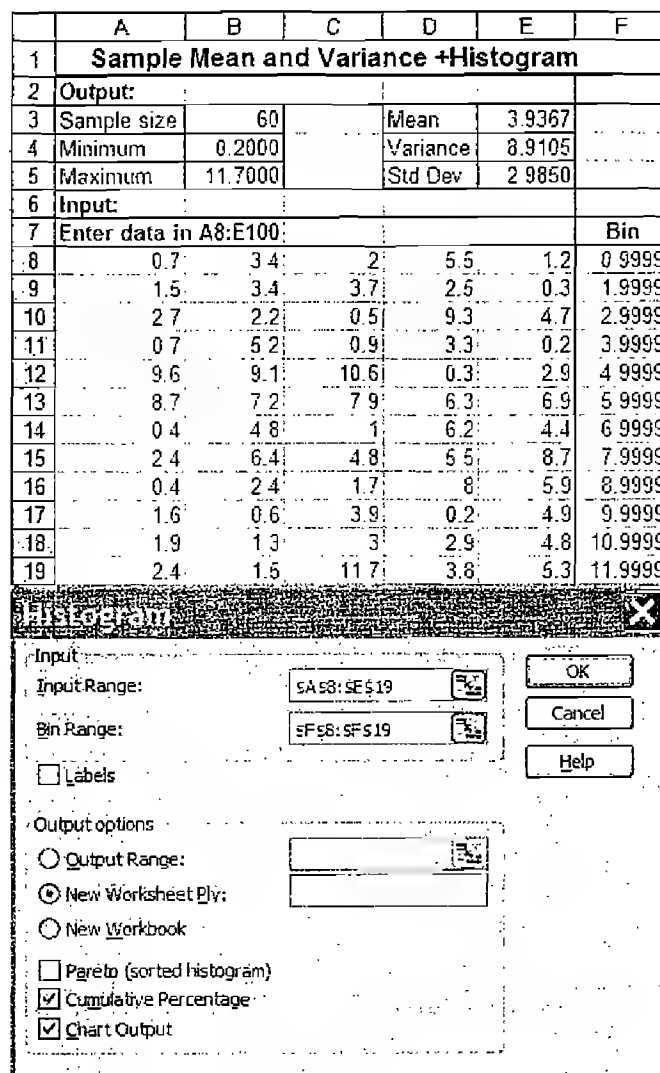 A B C D E F
1 Sample Mean and Variance +Histogram
2 Output:
3 Sample size 60 Mean 3.9367
4 Minimum 0.2000 Variance 8.9105
5 Maximum 11.7000 Std Dev 2 9850
6 Input:
7 Enter data in A8:E100 Bin
8 0.7 3 4 2 5.5 1.2 0 9999
9 1.5 3.4 3.7 2.5 0.3 1.9999
10 2 7 2.2 0.5 9.3 4.7 2.9999
11 0 7 5 2 0.9 3.3 0.2 3.9999
12 9.6 9.1 10.6 0.3 2.9 4 9999
13 8.7 7 2 7 9 6.3 6.9 5 9999
14 0 4 4 8 1 6.2 4.4 6 9999
15 2 4 6.4 4.8 5 5 8.7 7.9999
16 0.4 2 4 1.7 8 5.9 8.9999
17 1.6 0.6 3.9 0.2 4.9 9.9999
18 1.9 1 3 3 2.9 4.8 10.9999
19 2.4 1.5 11 7 3.8 5.3 11.9999
Histogram
Input
Input Range: $A$8:$E$19 OK
Bin Range: $F$8:$F$19 Cancel
Labels Help
Output options
Output Range:
New Worksheet Ply:
New Workbook
Pareto (sorted histogram)
Cumulative Percentage
Chart Output